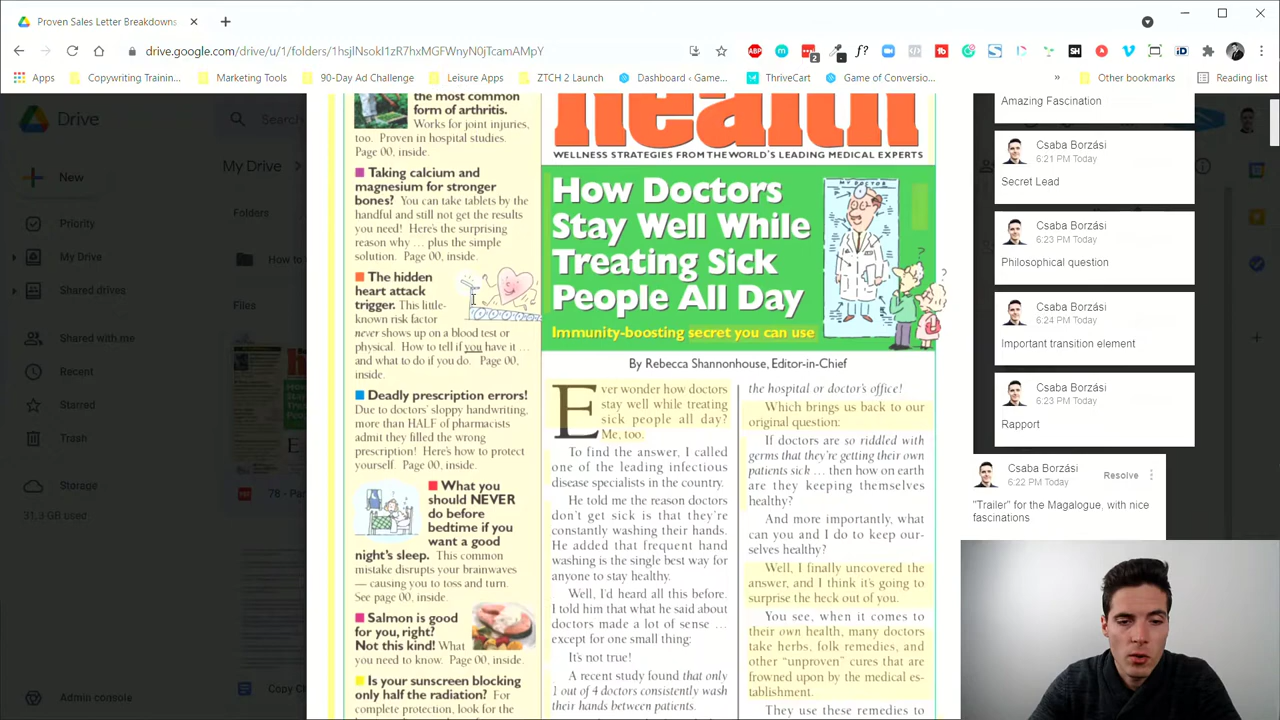 Proven Sales Letter Breakdowns
drive.google.com/drive/u/1/folders/1hsjlNsokI1zR7hxMGFWnyN0jTcamAMpY
Apps
Copywriting Trainin...
Marketing Tools
90-Day Ad Challenge
Leisure Apps
ZTCH 2 Launch
Dashboard ‹ Game...
ThriveCart
Game of Conversio...
»
Other bookmarks
Reading list
Drive
New
Priority
My Drive
Shared drives
Shared with me
Recent
Starred
Trash
Storage
31.3 GB used
Admin console
My Drive
Folders
How to
Files
78 - Par
Copy Ch
the most common
form of arthritis.
Works for joint injuries,
too. Proven in hospital studies.
Page 00, inside.
Taking calcium and
magnesium for stronger
bones? You can take tablets by the
handful and still not get the results
you need! Here's the surprising
reason why ... plus the simple
solution. Page 00, inside.
The hidden
heart attack
trigger. This little-
known risk factor
never shows up on a blood test or
physical. How to tell if you have it ...
and what to do if you do. Page 00,
inside.
Deadly prescription errors!
Due to doctors' sloppy handwriting,
more than HALF of pharmacists
admit they filled the wrong
prescription! Here's how to protect
yourself. Page 00, inside.
What you
should NEVER
do before
bedtime if you
want a good
night's sleep. This common
mistake disrupts your brainwaves
— causing you to toss and turn.
See page 00, inside.
Salmon is good
for you, right?
Not this kind! What
you need to know. Page 00, inside.
Is your sunscreen blocking
only half the radiation? For
complete protection, look for the
health
WELLNESS STRATEGIES FROM THE WORLD'S LEADING MEDICAL EXPERTS
How Doctors
Stay Well While
Treating Sick
People All Day
Immunity-boosting secret you can use
MY DOCTOR
By Rebecca Shannonhouse, Editor-in-Chief
Ever wonder how doctors
stay well while treating
sick people all day?
Me, too.
To find the answer, I called
one of the leading infectious
disease specialists in the country.
He told me the reason doctors
don't get sick is that they're
constantly washing their hands.
He added that frequent hand
washing is the single best way for
anyone to stay healthy.
Well, I'd heard all this before.
I told him that what he said about
doctors made a lot of sense ...
except for one small thing:
It's not true!
A recent study found that only
1 out of 4 doctors consistently wash
their hands between patients.
the hospital or doctor's office!
Which brings us back to our
original question:
If doctors are so riddled with
germs that they're getting their own
patients sick ... then how on earth
are they keeping themselves
healthy?
And more importantly, what
can you and I do to keep our-
selves healthy?
Well, I finally uncovered the
answer, and I think it's going to
surprise the heck out of you.
You see, when it comes to
their own health, many doctors
take herbs, folk remedies, and
other "unproven" cures that are
frowned upon by the medical es-
tablishment.
They use these remedies to
Amazing Fascination
Csaba Borzási
6:21 PM Today
Secret Lead
Csaba Borzási
6:23 PM Today
Philosophical question
Csaba Borzási
6:24 PM Today
Important transition element
Csaba Borzási
6:23 PM Today
Rapport
Csaba Borzási
6:22 PM Today
Resolve
"Trailer" for the Magalogue, with nice
fascinations